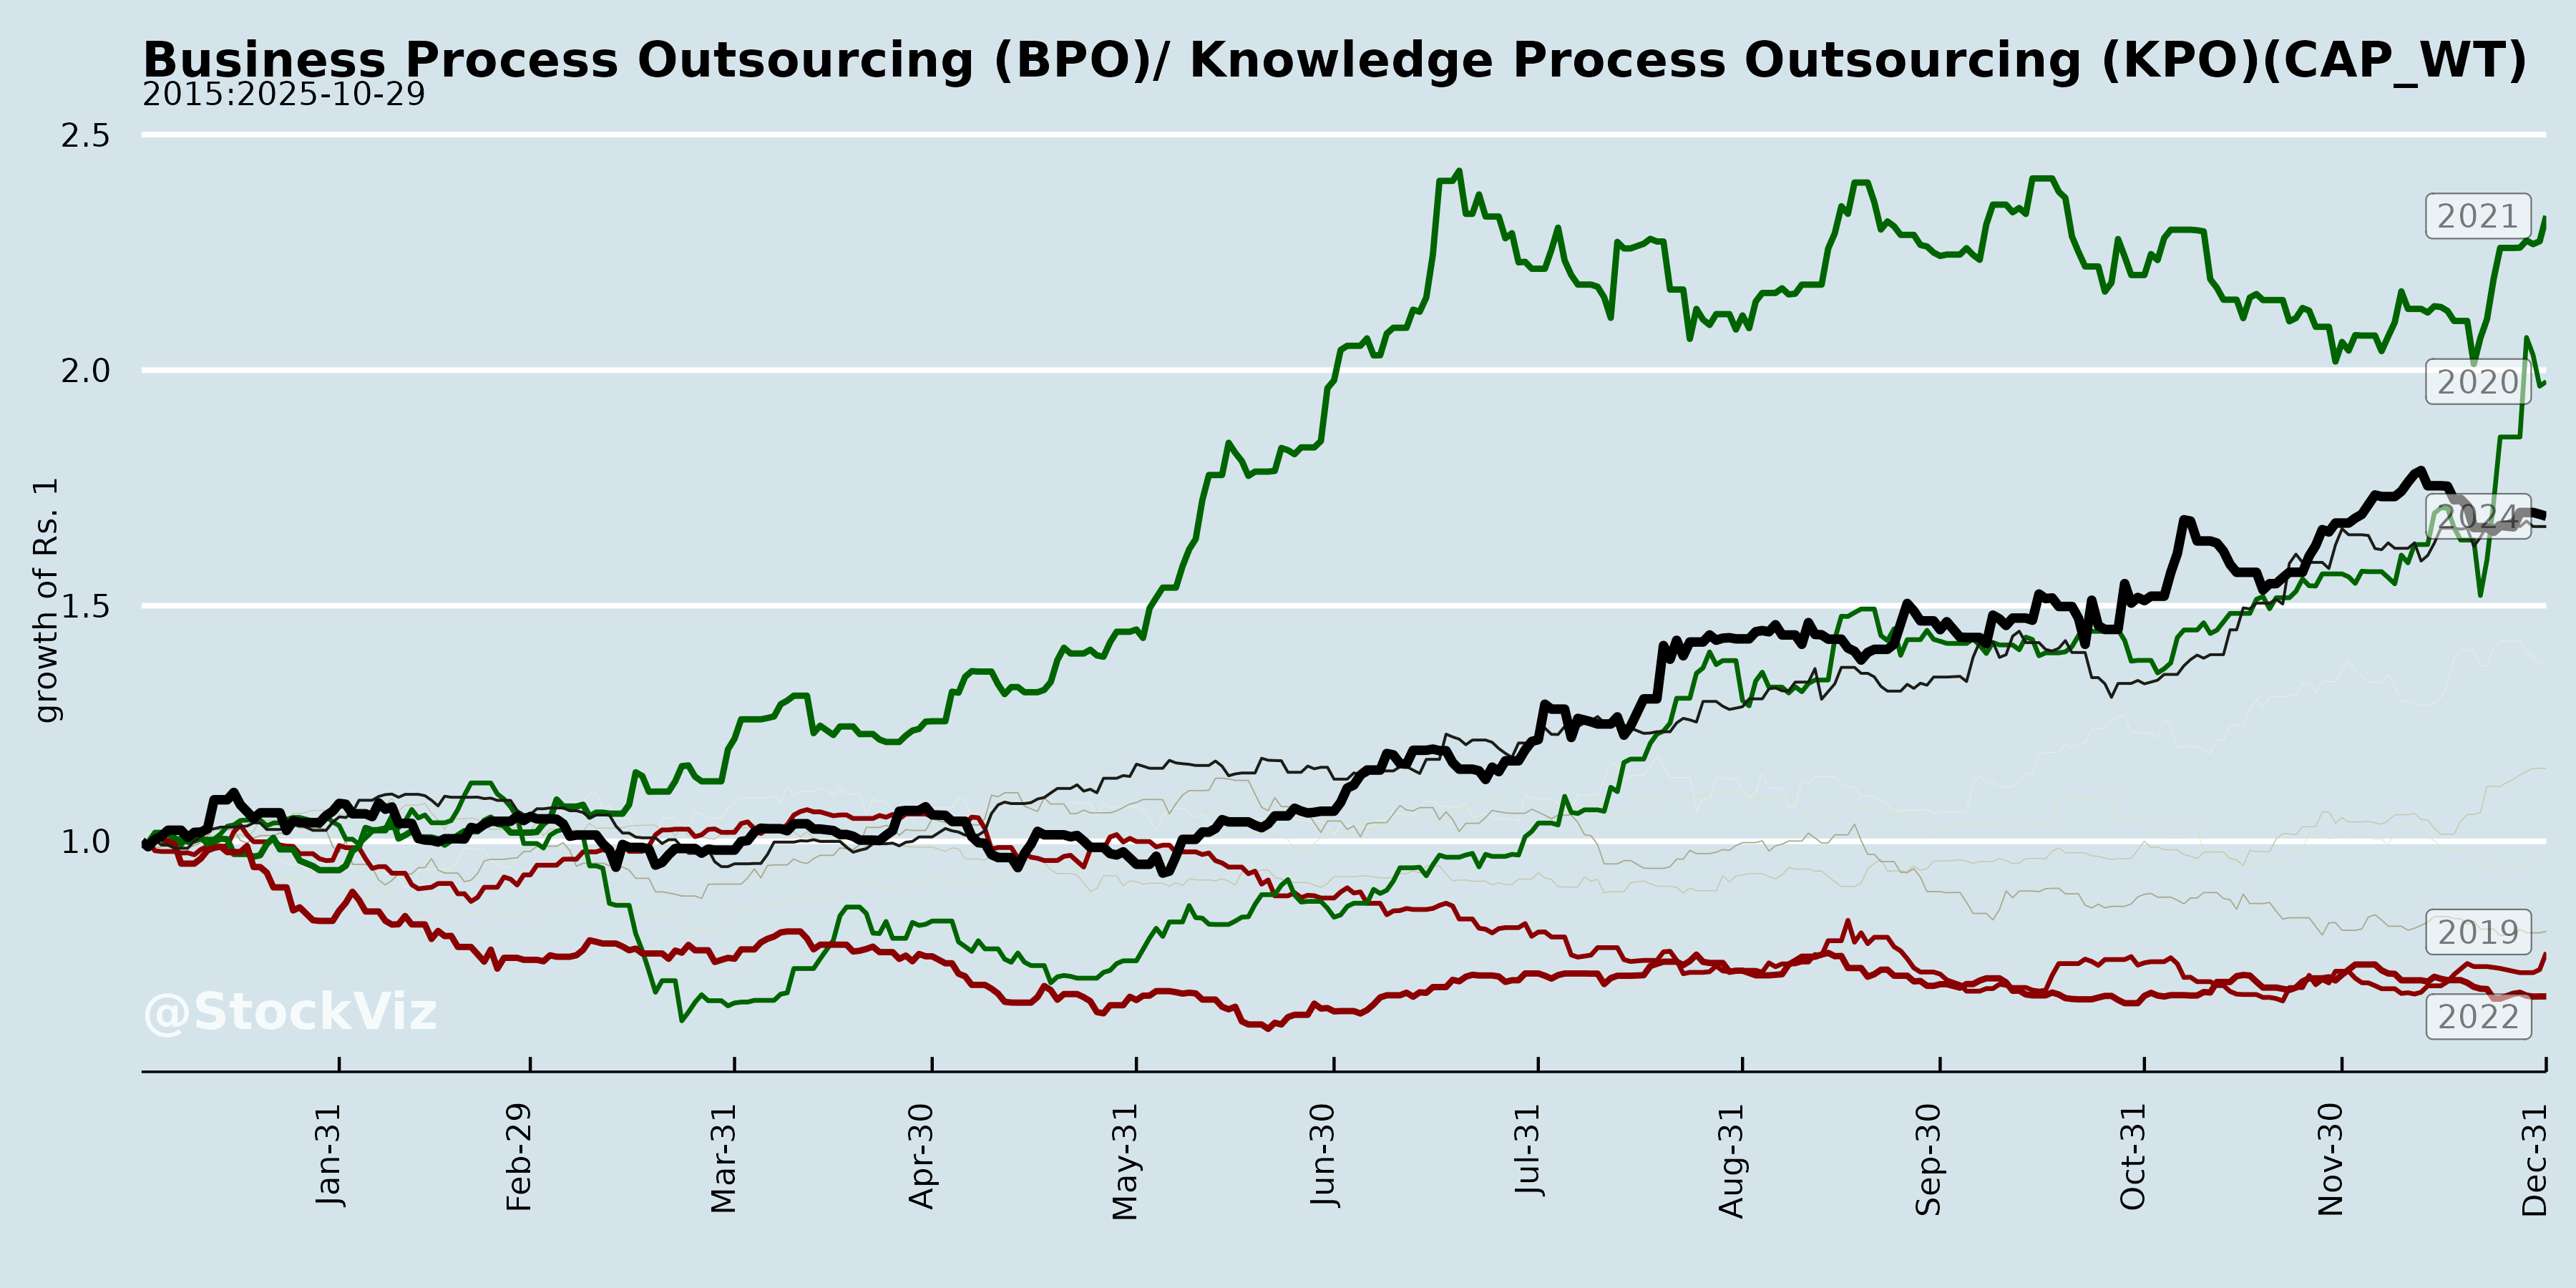 Business Process Outsourcing (BPO)/ Knowledge Process Outsourcing (KPO)(CAP_WT)
2015:2025-10-29
growth of Rs. 1
2.5
2.0
1.5
1.0
2021
2020
2024
2019
2022
@StockViz
Jan-31
Feb-29
Mar-31
Apr-30
May-31
Jun-30
Jul-31
Aug-31
Sep-30
Oct-31
Nov-30
Dec-31